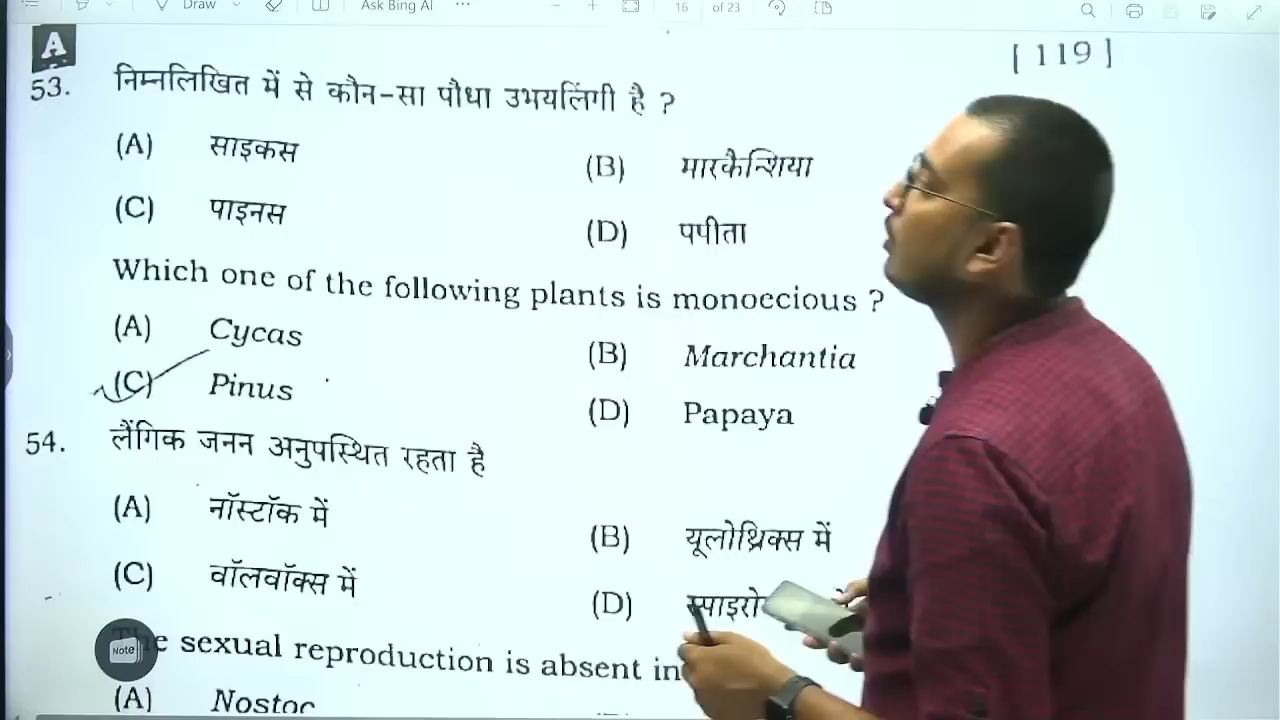 Draw Ask Bing AI 16 of 23
A
[ 119 ]
53. निम्नलिखित में से कौन-सा पौधा उभयलिंगी है ?
(A) साइकस (B) मारकैन्शिया
(C) पाइनस (D) पपीता
Which one of the following plants is monoecious ?
(A) Cycas (B) Marchantia
(C) Pinus (D) Papaya
54. लैंगिक जनन अनुपस्थित रहता है
(A) नॉस्टॉक में (B) यूलोथ्रिक्स में
(C) वॉलवॉक्स में (D)
Note
sexual reproduction is absent in
(A) Nostoc